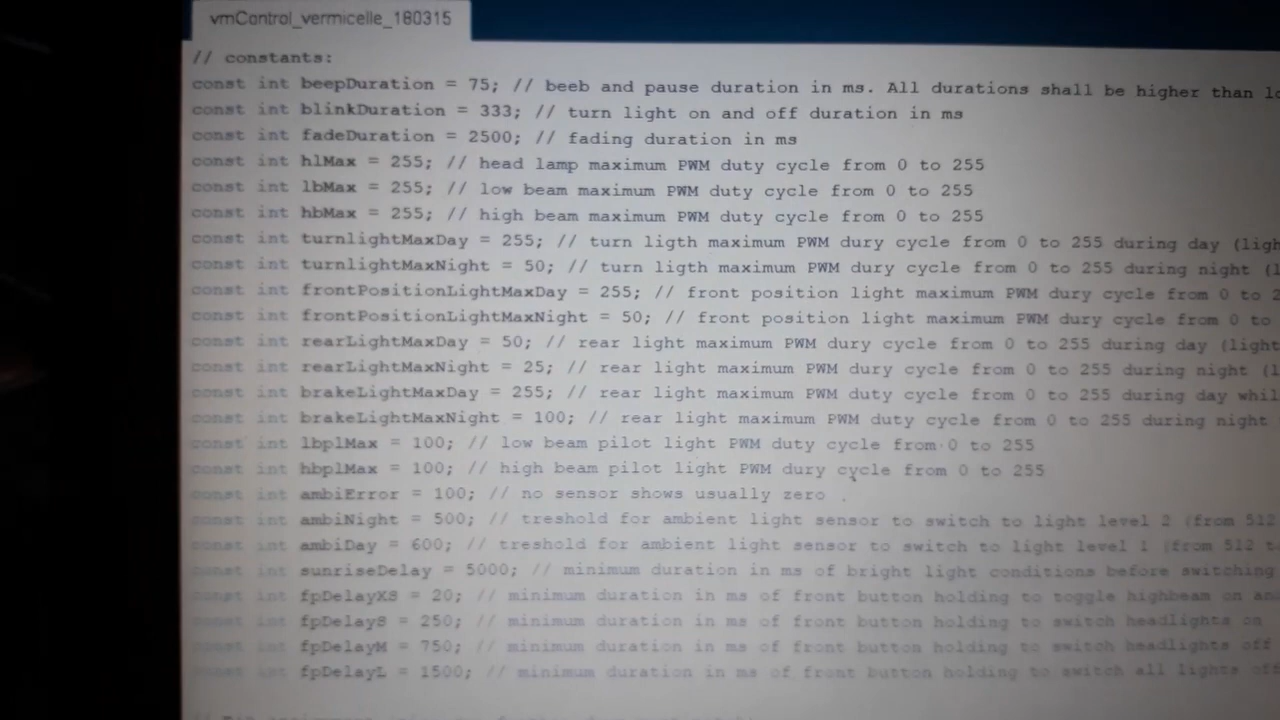 vmControl_vermicelle_180315
// constants:
const int beepDuration = 75; // beeb and pause duration in ms. All durations shall be higher than lo
const int blinkDuration = 333; // turn light on and off duration in ms
const int fadeDuration = 2500; // fading duration in ms
const int hlMax = 255; // head lamp maximum PWM duty cycle from 0 to 255
const int lbMax = 255; // low beam maximum PWM duty cycle from 0 to 255
const int hbMax = 255; // high beam maximum PWM duty cycle from 0 to 255
const int turnlightMaxDay = 255; // turn ligth maximum PWM dury cycle from 0 to 255 during day (ligh
const int turnlightMaxNight = 50; // turn ligth maximum PWM dury cycle from 0 to 255 during night (l
const int frontPositionLightMaxDay = 255; // front position light maximum PWM dury cycle from 0 to 2
const int frontPositionLightMaxNight = 50; // front position light maximum PWM dury cycle from 0 to
const int rearLightMaxDay = 50; // rear light maximum PWM dury cycle from 0 to 255 during day (light
const int rearLightMaxNight = 25; // rear light maximum PWM dury cycle from 0 to 255 during night (l
const int brakeLightMaxDay = 255; // rear light maximum PWM duty cycle from 0 to 255 during day whil
const int brakeLightMaxNight = 100; // rear light maximum PWM duty cycle from 0 to 255 during night
const int lbplMax = 100; // low beam pilot light PWM duty cycle from 0 to 255
const int hbplMax = 100; // high beam pilot light PWM dury cycle from 0 to 255
const int ambiError = 100; // no sensor shows usually zero .
const int ambiNight = 500; // treshold for ambient light sensor to switch to light level 2 (from 512
const int ambiDay = 600; // treshold for ambient light sensor to switch to light level 1 (from 512 to
const int sunriseDelay = 5000; // minimum duration in ms of bright light conditions before switching
const int fpDelayXS = 20; // minimum duration in ms of front button holding to toggle highbeam on an
const int fpDelayS = 250; // minimum duration in ms of front button holding to switch headlights on
const int fpDelayM = 750; // minimum duration in ms of front button holding to switch headlights off
const int fpDelayL = 1500; // minimum duration in ms of front button holding to switch all lights off